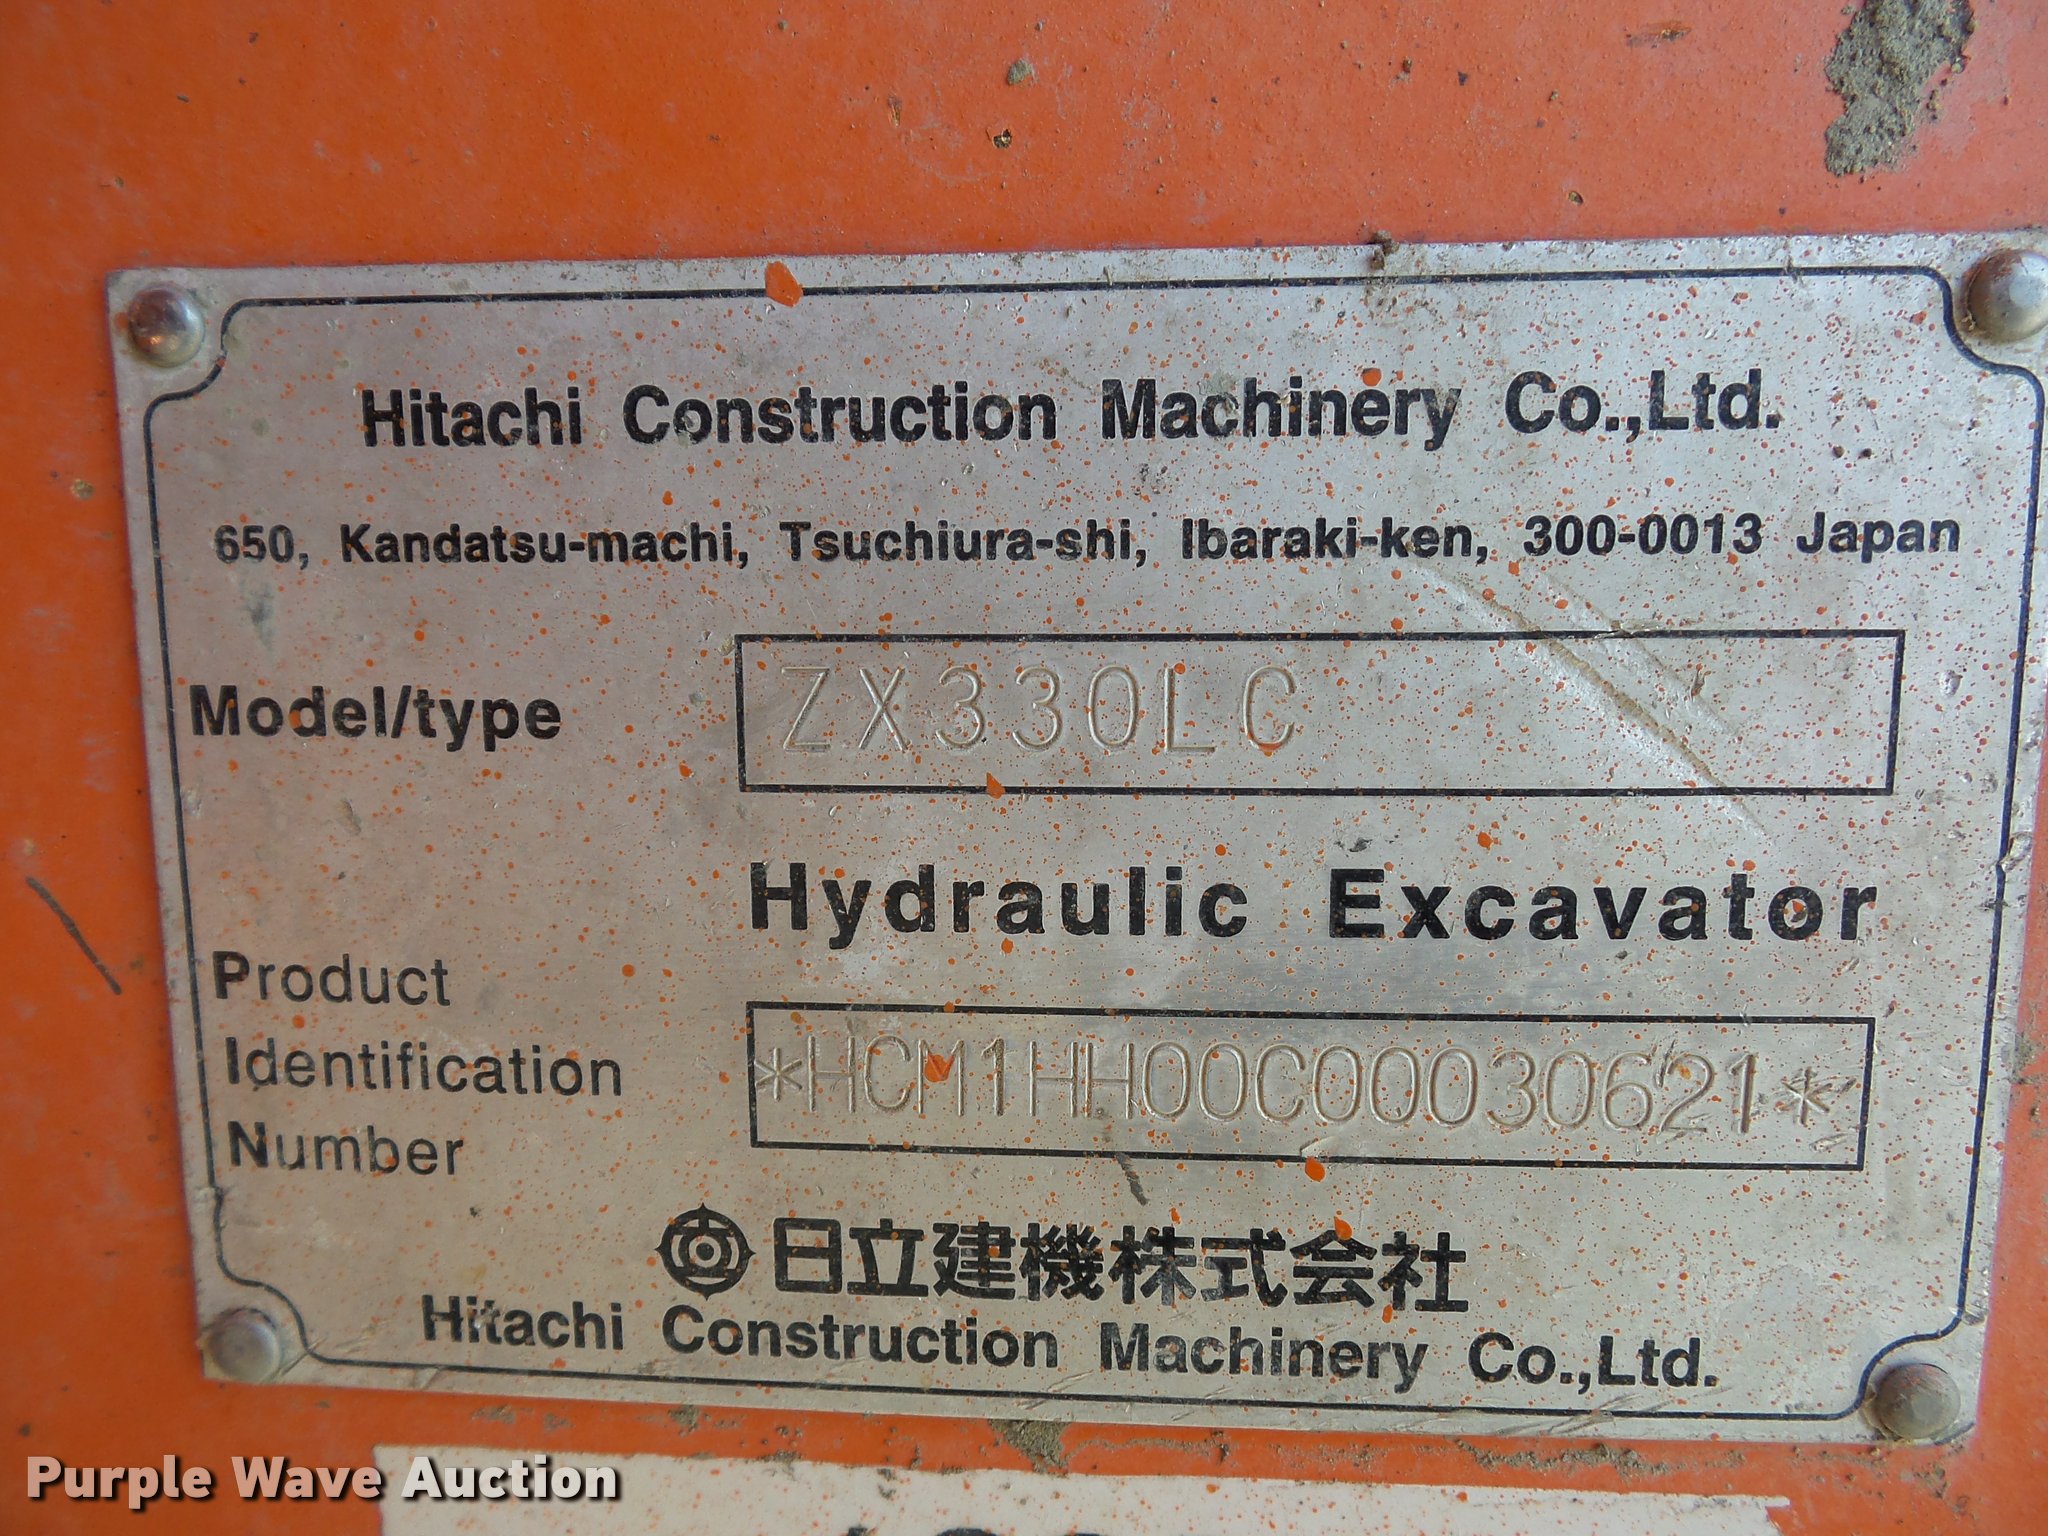 Hitachi Construction Machinery Co.,Ltd.
650, Kandatsu-machi, Tsuchiura-shi, Ibaraki-ken, 300-0013 Japan
Model/type ZX330LC
Hydraulic Excavator
Product
Identification
Number
*HCM1HH00C00030621*
日立建機株式会社
Hitachi Construction Machinery Co.,Ltd.
Purple Wave Auction